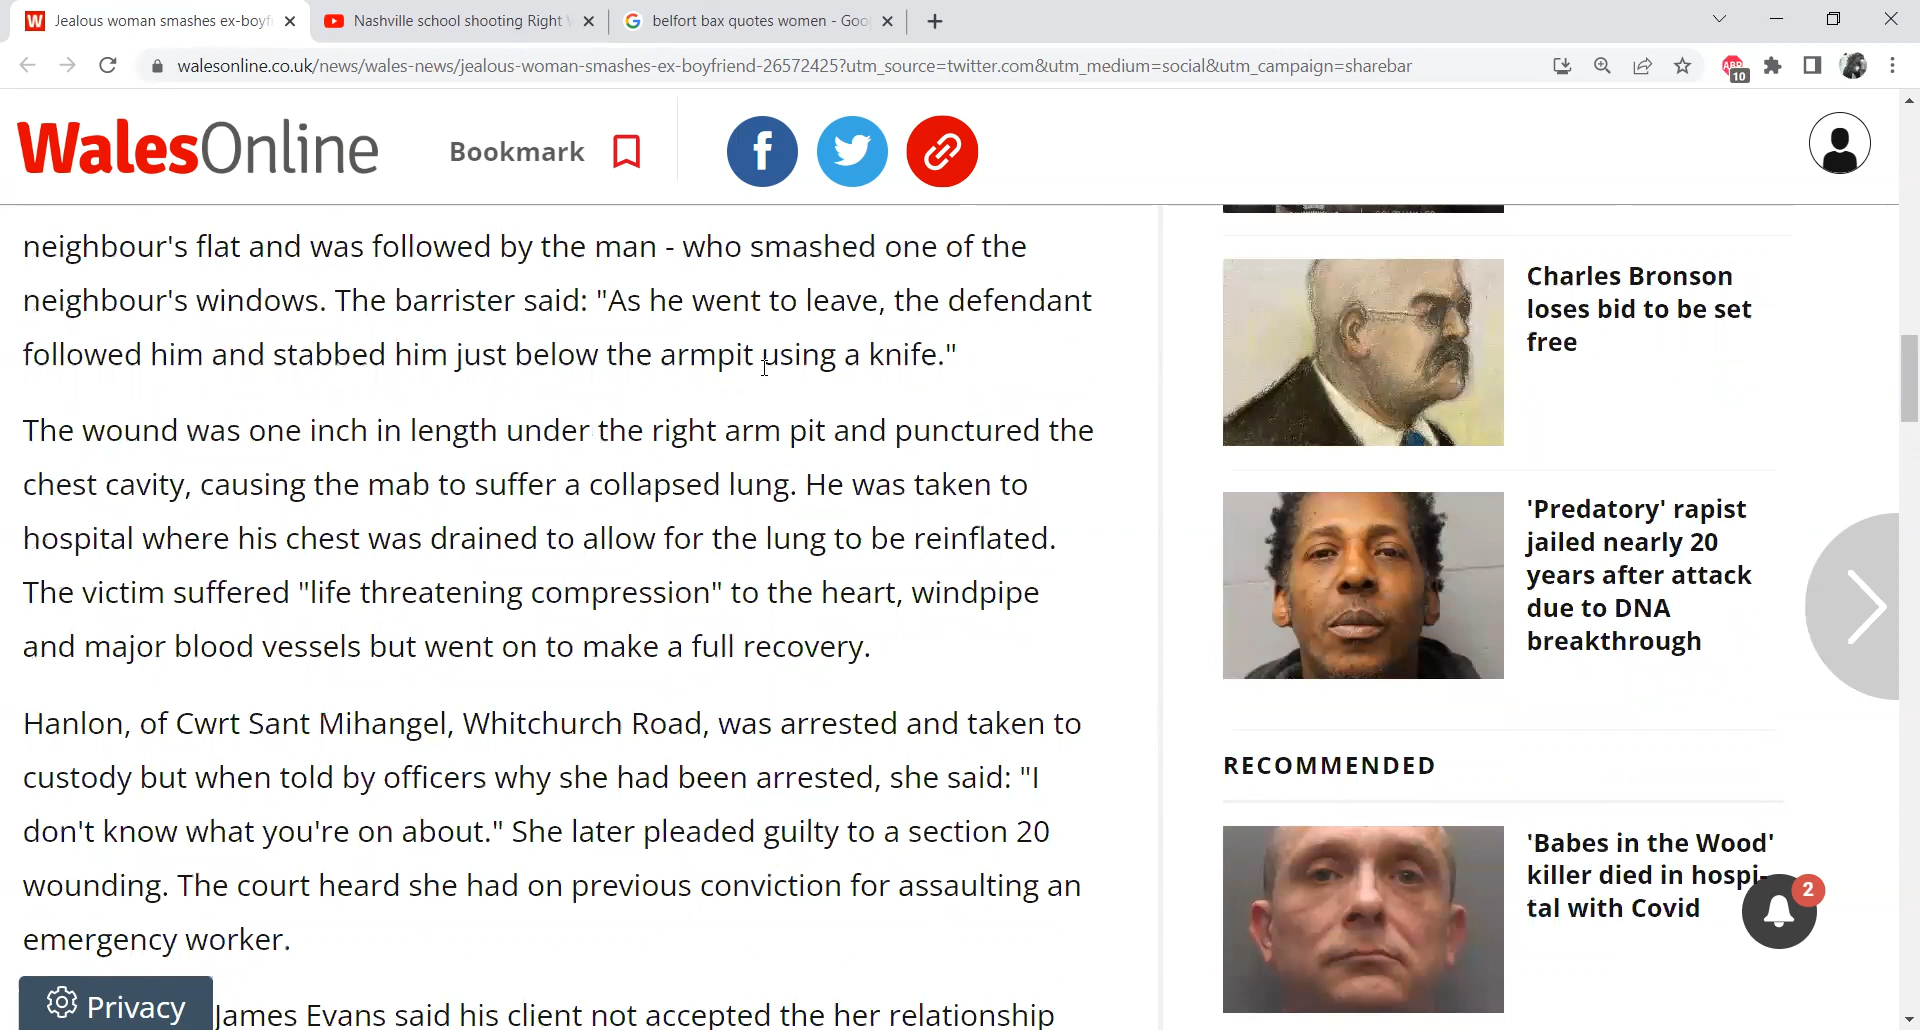 Jealous woman smashes ex-boyf
Nashville school shooting Right
belfort bax quotes women - Goo
walesonline.co.uk/news/wales-news/jealous-woman-smashes-ex-boyfriend-26572425?utm_source=twitter.com&utm_medium=social&utm_campaign=sharebar
ABP
10
WalesOnline
Bookmark
neighbour's flat and was followed by the man - who smashed one of the
neighbour's windows. The barrister said: "As he went to leave, the defendant
followed him and stabbed him just below the armpit using a knife."
The wound was one inch in length under the right arm pit and punctured the
chest cavity, causing the mab to suffer a collapsed lung. He was taken to
hospital where his chest was drained to allow for the lung to be reinflated.
The victim suffered "life threatening compression" to the heart, windpipe
and major blood vessels but went on to make a full recovery.
Hanlon, of Cwrt Sant Mihangel, Whitchurch Road, was arrested and taken to
custody but when told by officers why she had been arrested, she said: "I
don't know what you're on about." She later pleaded guilty to a section 20
wounding. The court heard she had on previous conviction for assaulting an
emergency worker.
James Evans said his client not accepted the her relationship
Privacy
Charles Bronson
loses bid to be set
free
'Predatory' rapist
jailed nearly 20
years after attack
due to DNA
breakthrough
RECOMMENDED
'Babes in the Wood'
killer died in hospi-
tal with Covid
2